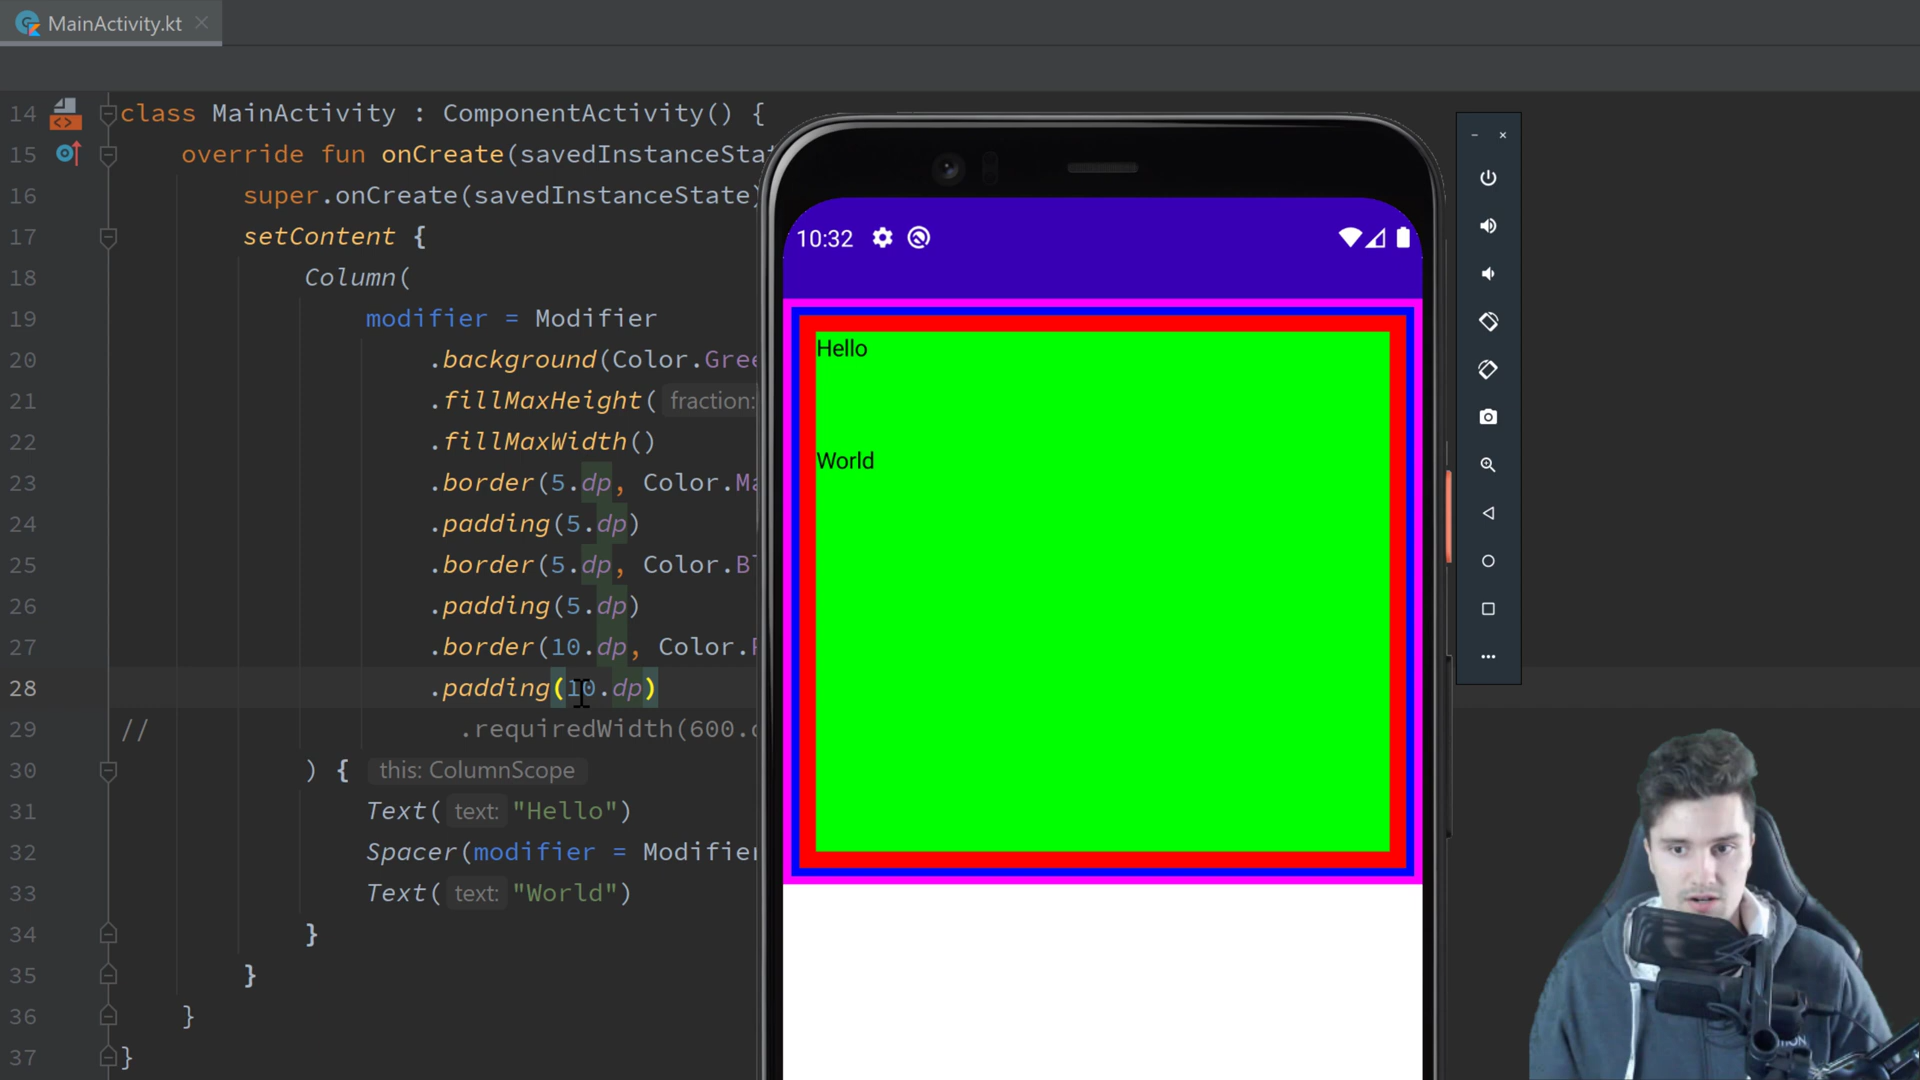 MainActivity.kt
14 class MainActivity : ComponentActivity() {
15 override fun onCreate(savedInstanceSta
16 super.onCreate(savedInstanceState)
17 setContent {
18 Column(
19 modifier = Modifier
20 .background(Color.Gree
21 .fillMaxHeight( fraction:
22 .fillMaxWidth()
23 .border(5.dp, Color.Ma
24 .padding(5.dp)
25 .border(5.dp, Color.Bl
26 .padding(5.dp)
27 .border(10.dp, Color.R
28 .padding(10.dp)
29 // .requiredWidth(600.d
30 ) { this: ColumnScope
31 Text( text: "Hello")
32 Spacer(modifier = Modifier
33 Text( text: "World")
34 }
35 }
36 }
37 }
10:32
Hello
World